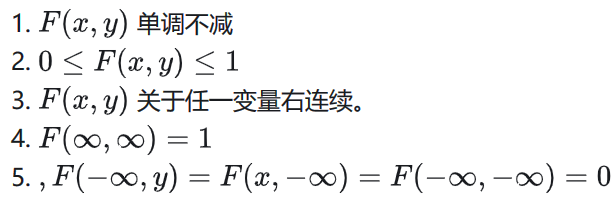 1. F(x, y) 单调不减
2. 0 ≤ F(x, y) ≤ 1
3. F(x, y) 关于任一变量右连续。
4. F(∞, ∞) = 1
5. , F(−∞, y) = F(x, −∞) = F(−∞, −∞) = 0